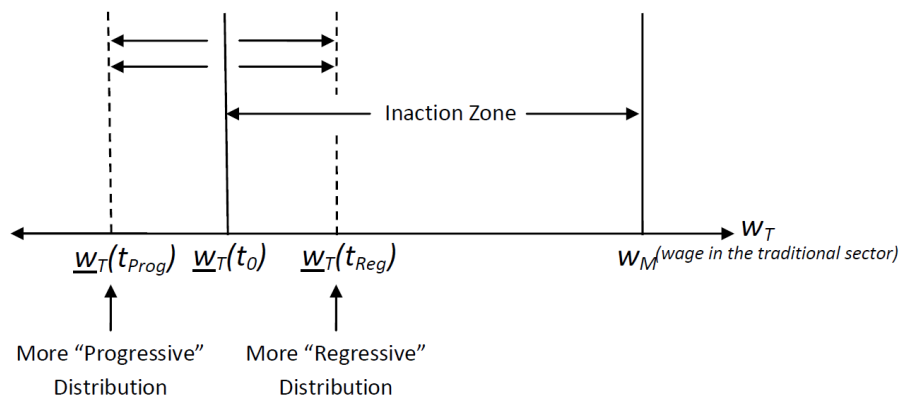 Inaction Zone
w_T
w_T(t_Prog) w_T(t_0) w_T(t_Reg) w_M (wage in the traditional sector)
More “Progressive” More “Regressive”
Distribution Distribution